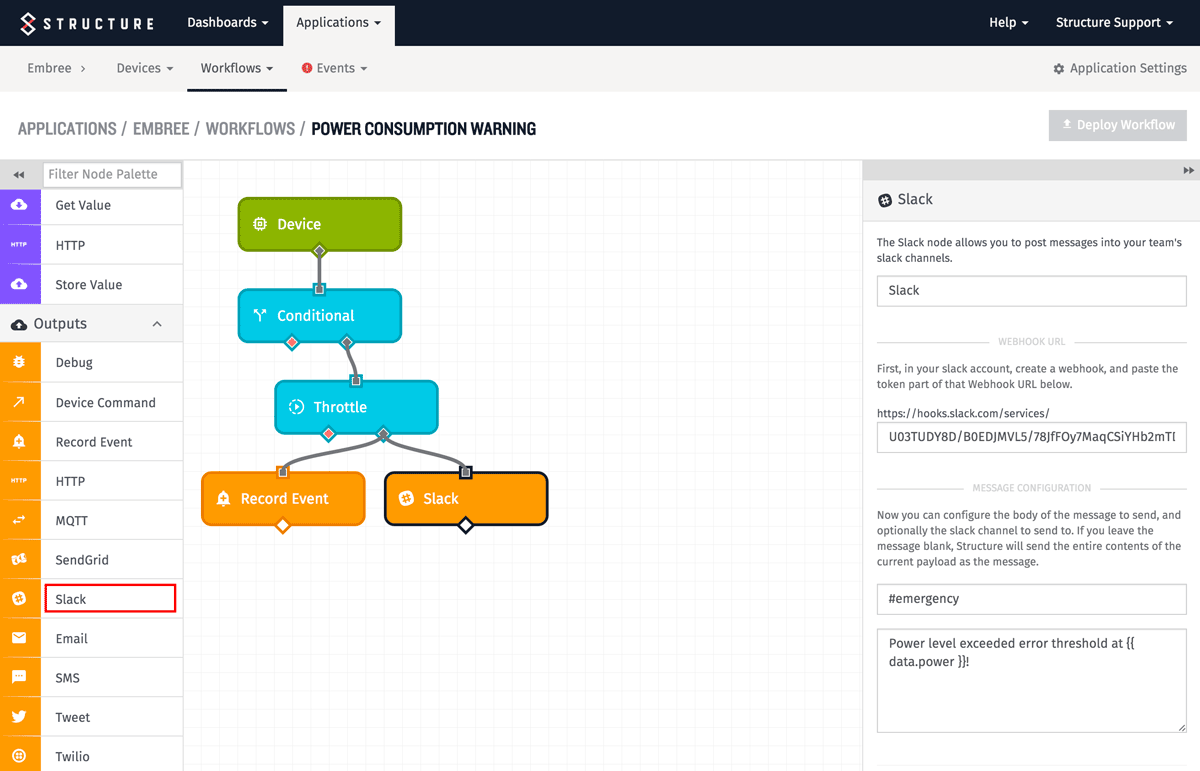 STRUCTURE
Dashboards
Applications
Help
Structure Support
Embree
Devices
Workflows
Events
Application Settings
APPLICATIONS / EMBREE / WORKFLOWS / POWER CONSUMPTION WARNING
Deploy Workflow
Filter Node Palette
Get Value
HTTP
HTTP
Store Value
Outputs
Debug
Device Command
Record Event
HTTP
HTTP
MQTT
SendGrid
Slack
Email
SMS
Tweet
Twilio
Device
Conditional
Throttle
Record Event
Slack
Slack
The Slack node allows you to post messages into your team's
slack channels.
Slack
WEBHOOK URL
First, in your slack account, create a webhook, and paste the
token part of that Webhook URL below.
https://hooks.slack.com/services/
U03TUDY8D/B0EDJMVL5/78JfFOy7MaqCSiYHb2mTl
MESSAGE CONFIGURATION
Now you can configure the body of the message to send, and
optionally the slack channel to send to. If you leave the
message blank, Structure will send the entire contents of the
current payload as the message.
#emergency
Power level exceeded error threshold at {{
data.power }}!